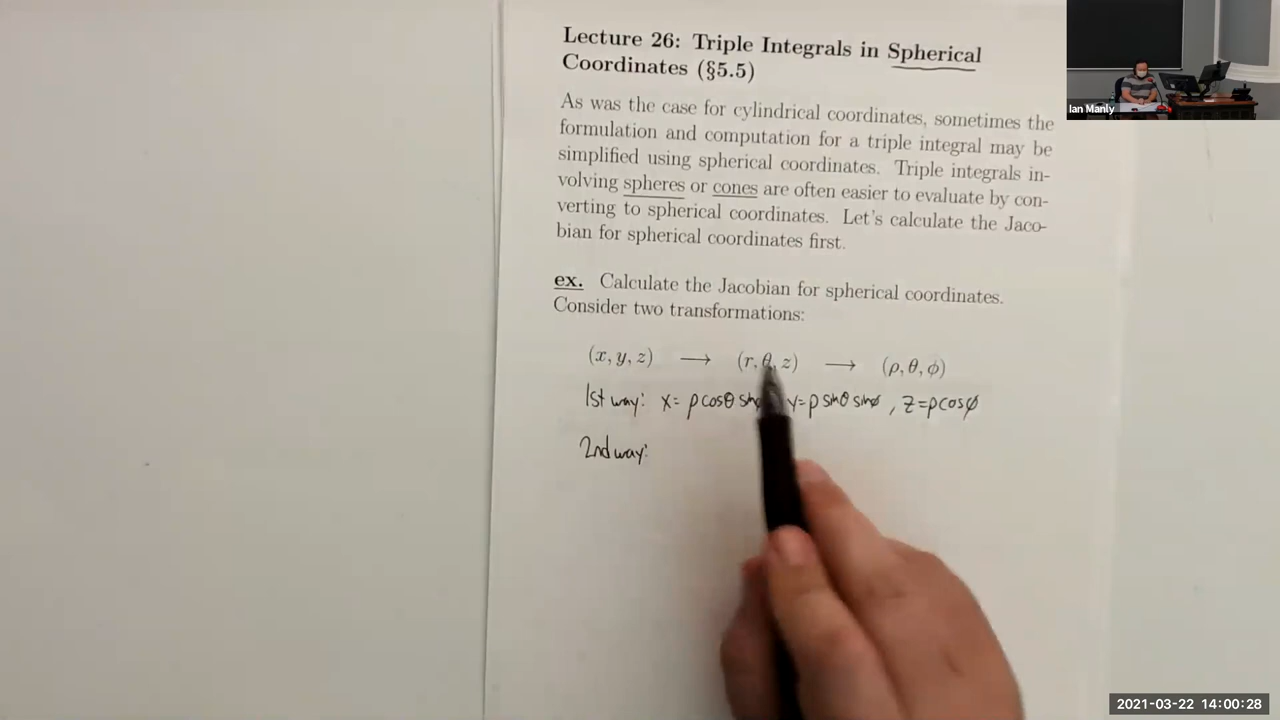 Lecture 26: Triple Integrals in Spherical
Coordinates (§5.5)
As was the case for cylindrical coordinates, sometimes the
formulation and computation for a triple integral may be
simplified using spherical coordinates. Triple integrals in-
volving spheres or cones are often easier to evaluate by con-
verting to spherical coordinates. Let's calculate the Jaco-
bian for spherical coordinates first.
ex. Calculate the Jacobian for spherical coordinates.
Consider two transformations:
(x, y, z) ⟶ (r, θ, z) ⟶ (ρ, θ, ϕ)
1st way: x = ρ cosθ y = ρ sinθ sinϕ , z = ρ cosϕ
2nd way:
Ian Manly
2021-03-22 14:00:28